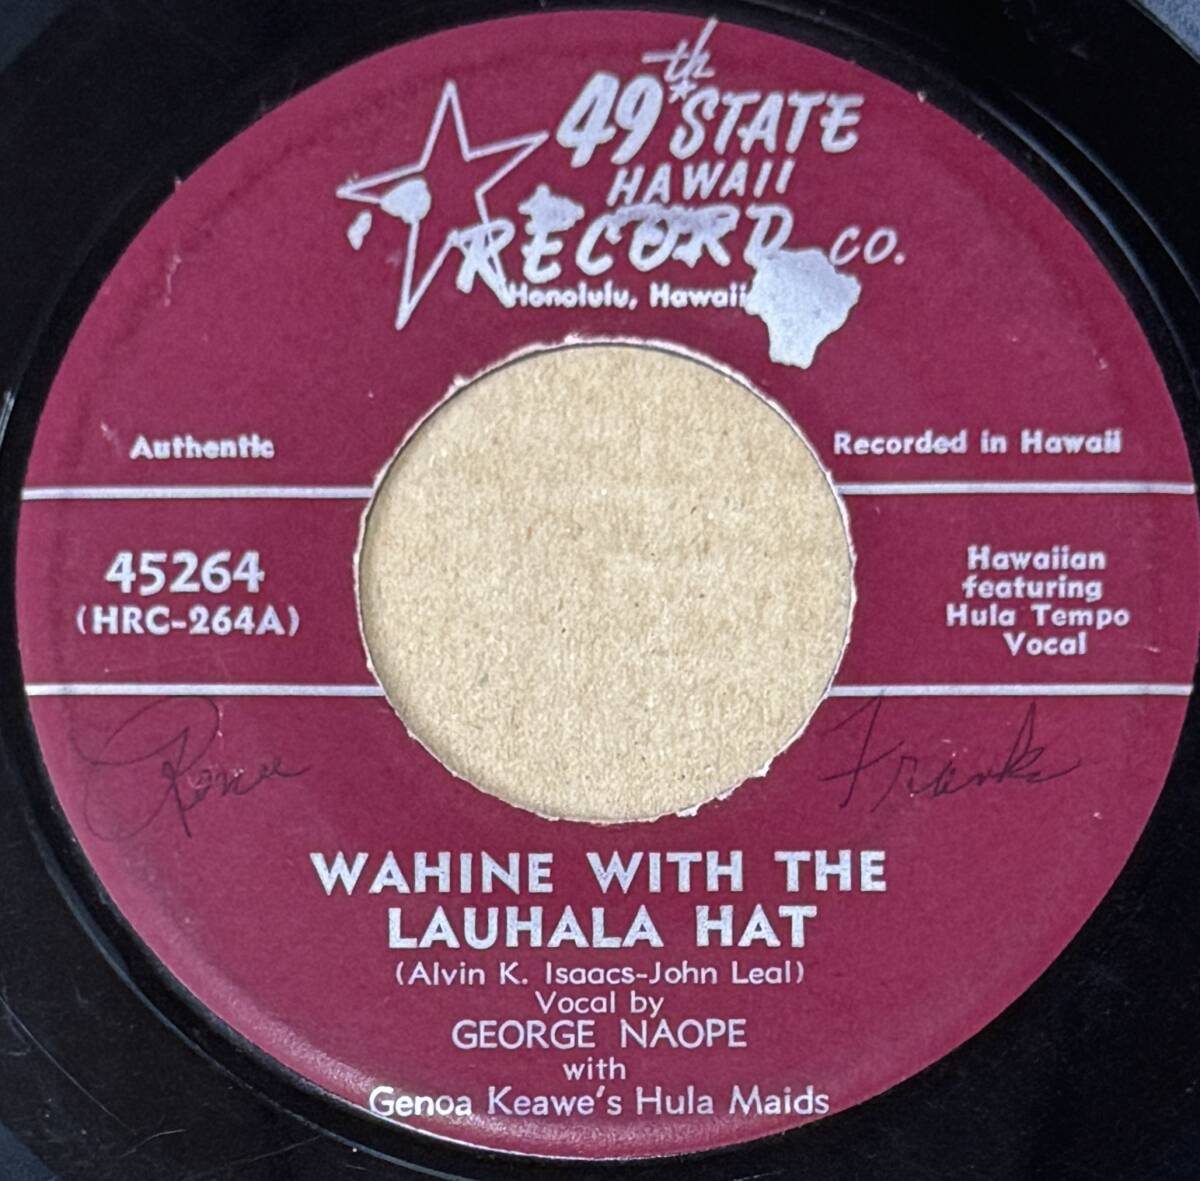 49th STATE
HAWAII
RECORD CO.
Honolulu, Hawaii
Authentic
Recorded in Hawaii
45264
(HRC-264A)
Hawaiian
featuring
Hula Tempo
Vocal
Frank
WAHINE WITH THE
LAUHALA HAT
(Alvin K. Isaacs-John Leal)
Vocal by
GEORGE NAOPE
with
Genoa Keawe's Hula Maids